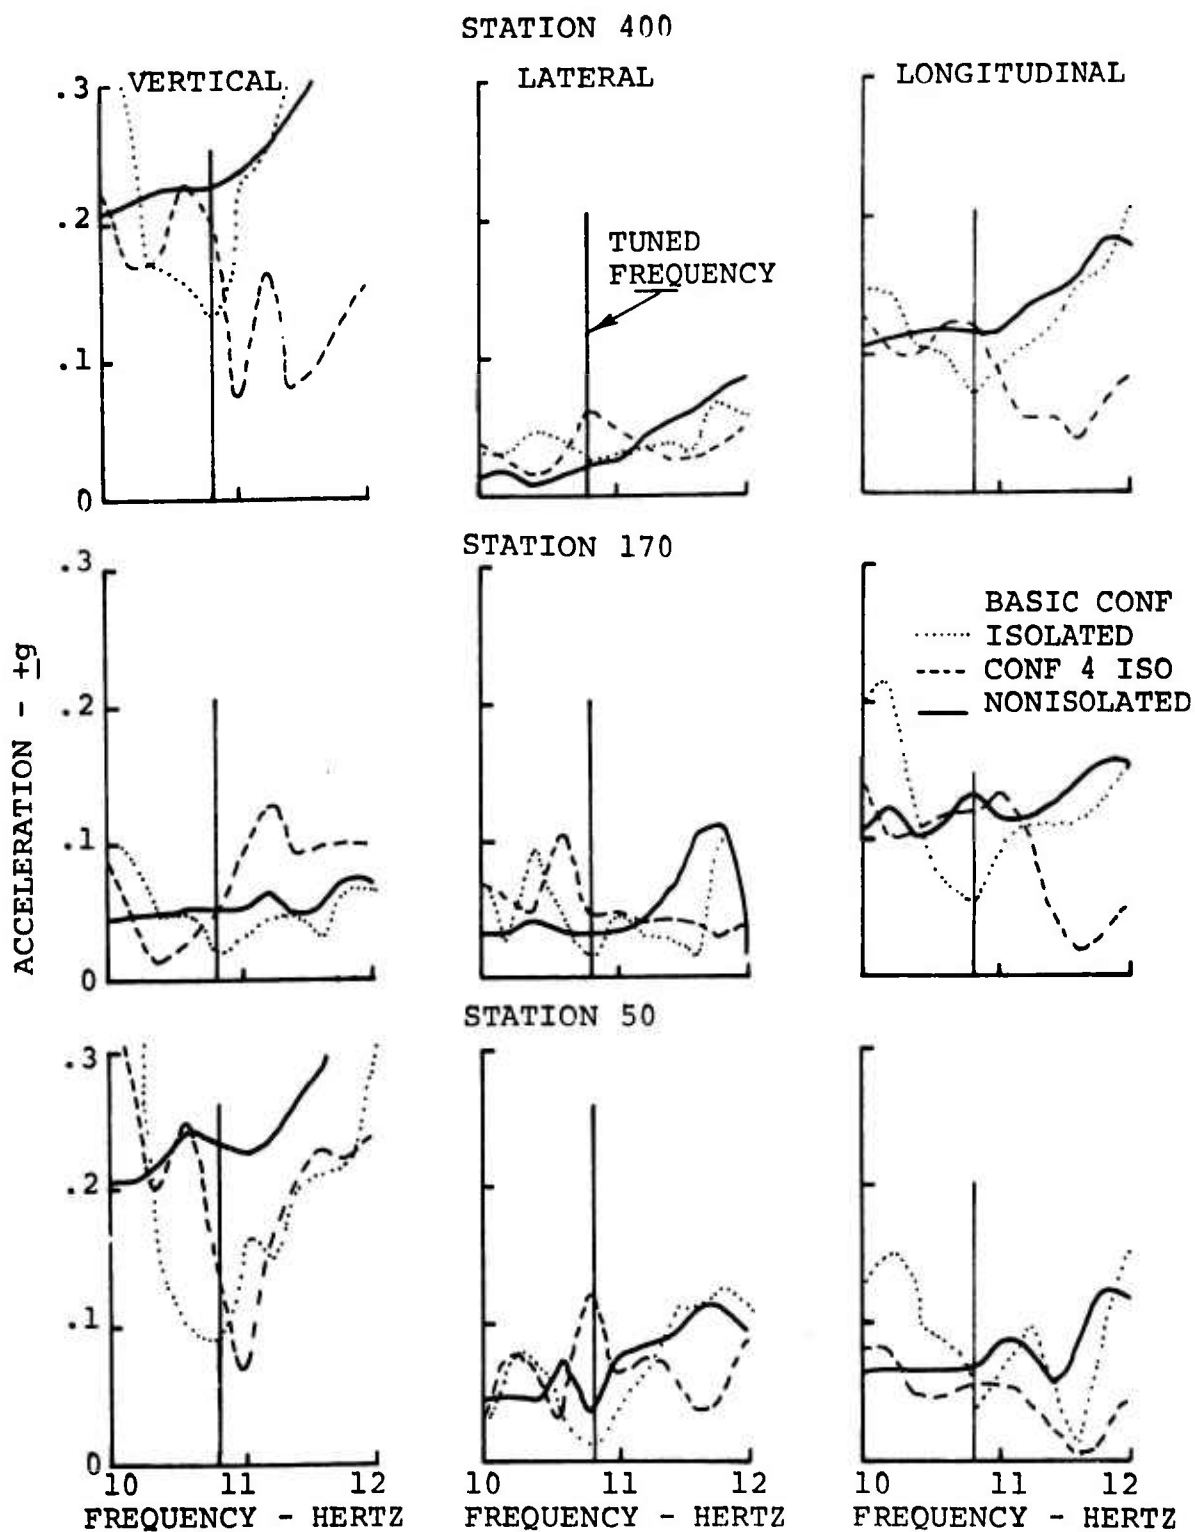 STATION 400
VERTICAL
LATERAL
LONGITUDINAL
.3
.2
.1
0
TUNED
FREQUENCY
STATION 170
.3
.2
.1
0
BASIC CONF
ISOLATED
CONF 4 ISO
NONISOLATED
ACCELERATION - ±g
STATION 50
.3
.2
.1
0
10 11 12
10 11 12
10 11 12
FREQUENCY - HERTZ
FREQUENCY - HERTZ
FREQUENCY - HERTZ